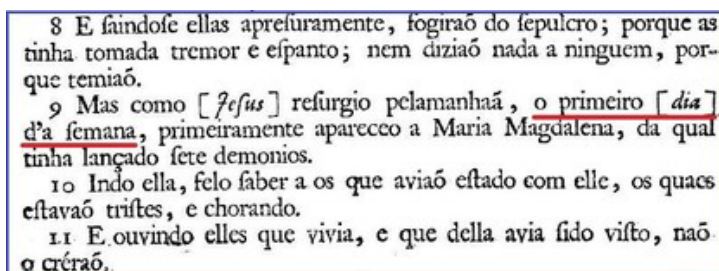 8 E ſaindoſe ellas apreſuramente, fogiraõ do ſepulcro; porque as
tinha tomada tremor e eſpanto; nem diziaõ nada a ninguem, por-
que temiaõ.
9 Mas como [Jeſus] reſurgio pelamanhaã, o primeiro [dia]
d'a ſemana, primeiramente apareceo a Maria Magdalena, da qual
tinha lançado ſete demonios.
10 Indo ella, felo ſaber a os que aviaõ eſtado com elle, os quaes
eſtavaõ triſtes, e chorando.
11 E ouvindo elles que vivia, e que della avia ſido viſto, naõ
o créraõ.